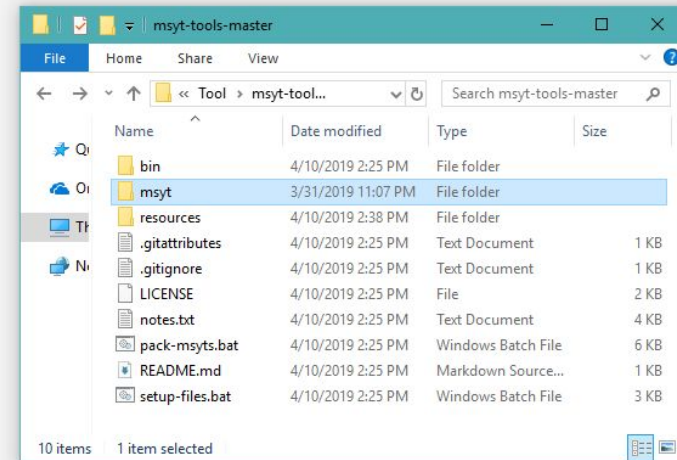 msyt-tools-master
File Home Share View
« Tool › msyt-tool... Search msyt-tools-master
Name Date modified Type Size
bin 4/10/2019 2:25 PM File folder
msyt 3/31/2019 11:07 PM File folder
resources 4/10/2019 2:38 PM File folder
.gitattributes 4/10/2019 2:25 PM Text Document 1 KB
.gitignore 4/10/2019 2:25 PM Text Document 1 KB
LICENSE 4/10/2019 2:25 PM File 2 KB
notes.txt 4/10/2019 2:25 PM Text Document 4 KB
pack-msyts.bat 4/10/2019 2:25 PM Windows Batch File 6 KB
README.md 4/10/2019 2:25 PM Markdown Source... 1 KB
setup-files.bat 4/10/2019 2:25 PM Windows Batch File 3 KB
10 items 1 item selected